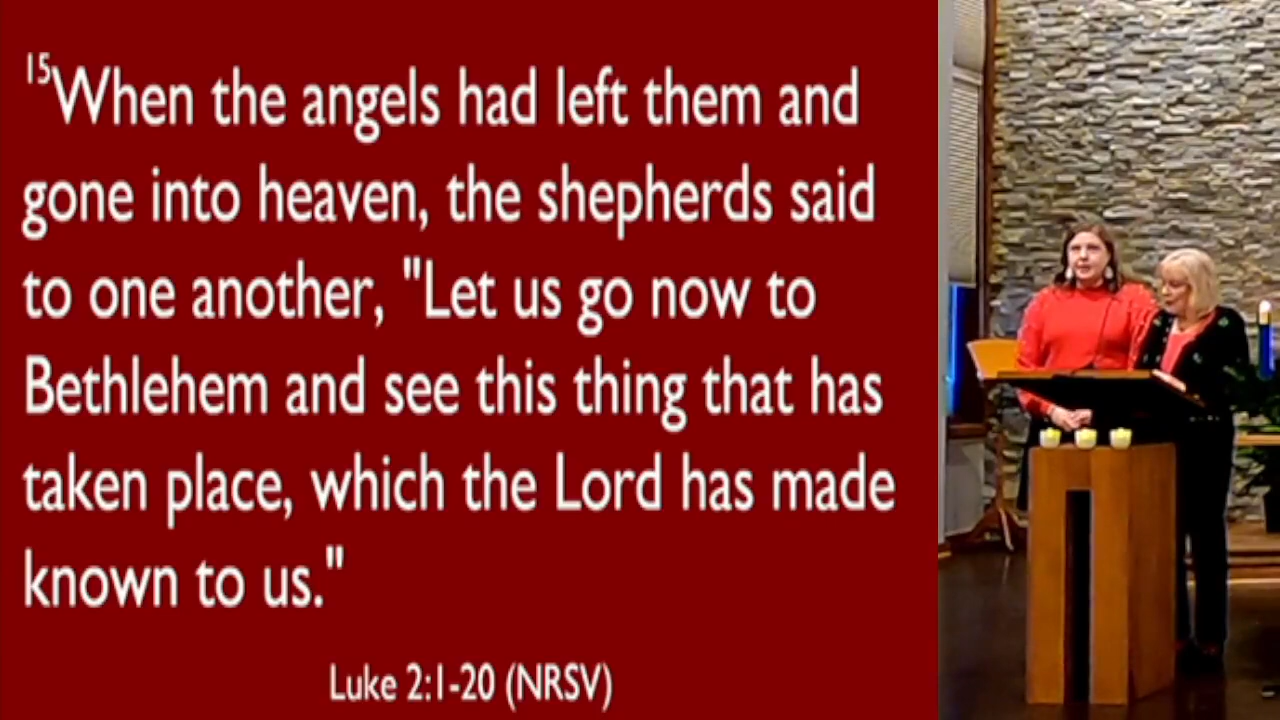 15When the angels had left them and
gone into heaven, the shepherds said
to one another, "Let us go now to
Bethlehem and see this thing that has
taken place, which the Lord has made
known to us."
Luke 2:1-20 (NRSV)